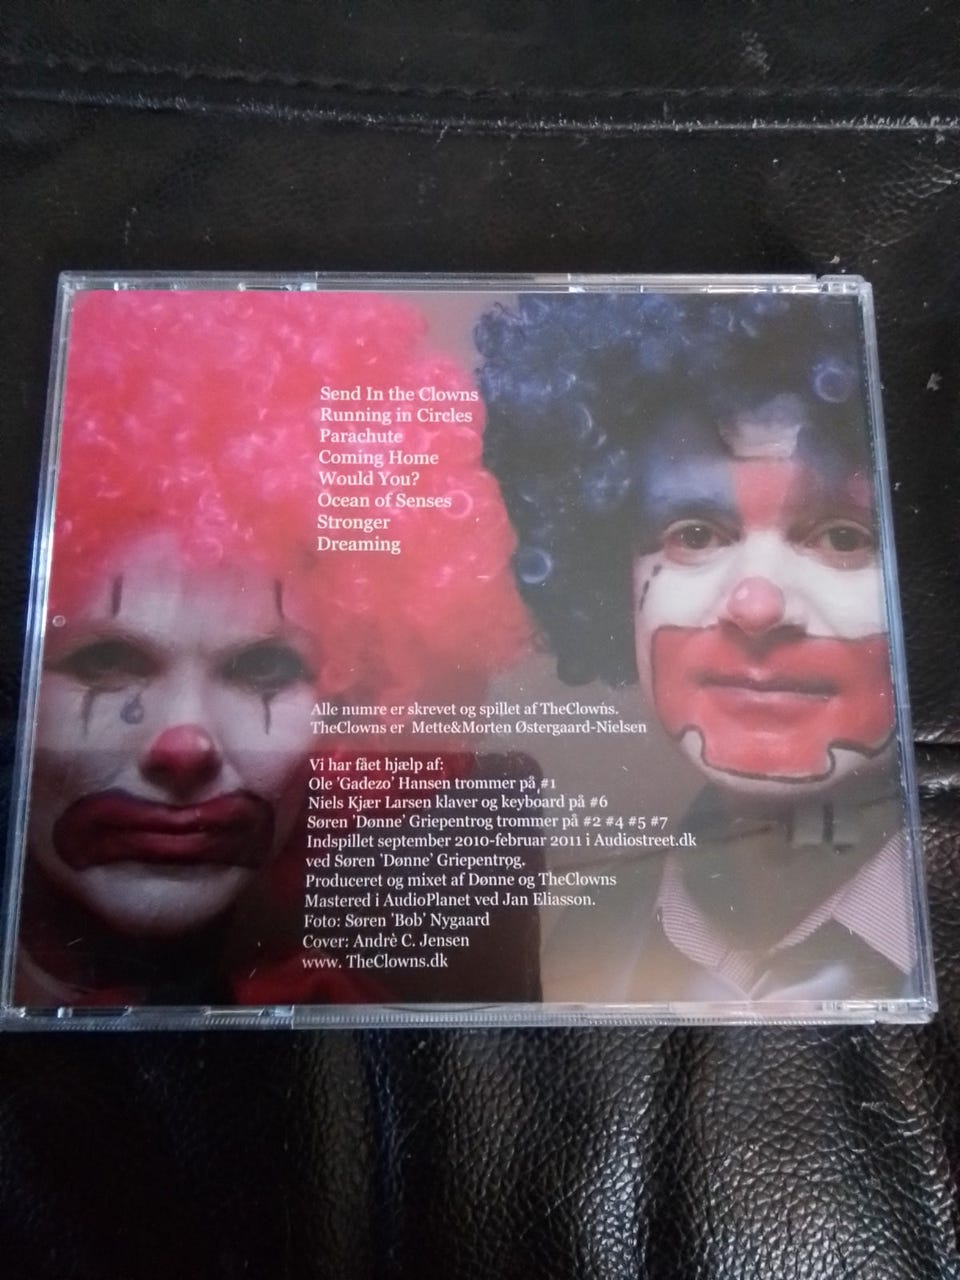 Send In the Clowns
Running in Circles
Parachute
Coming Home
Would You?
Ocean of Senses
Stronger
Dreaming
Alle numre er skrevet og spillet af TheClowns.
TheClowns er Mette&Morten Østergaard-Nielsen
Vi har fået hjælp af:
Ole 'Gadezo' Hansen trommer på #1
Niels Kjær Larsen klaver og keyboard på #6
Søren 'Dønne' Griepentrog trommer på #2 #4 #5 #7
Indspillet september 2010-februar 2011 i Audiostreet.dk
ved Søren 'Dønne' Griepentrog.
Produceret og mixet af Dønne og TheClowns
Mastered i AudioPlanet ved Jan Eliasson.
Foto: Søren 'Bob' Nygaard
Cover: Andrè C. Jensen
www. TheClowns.dk